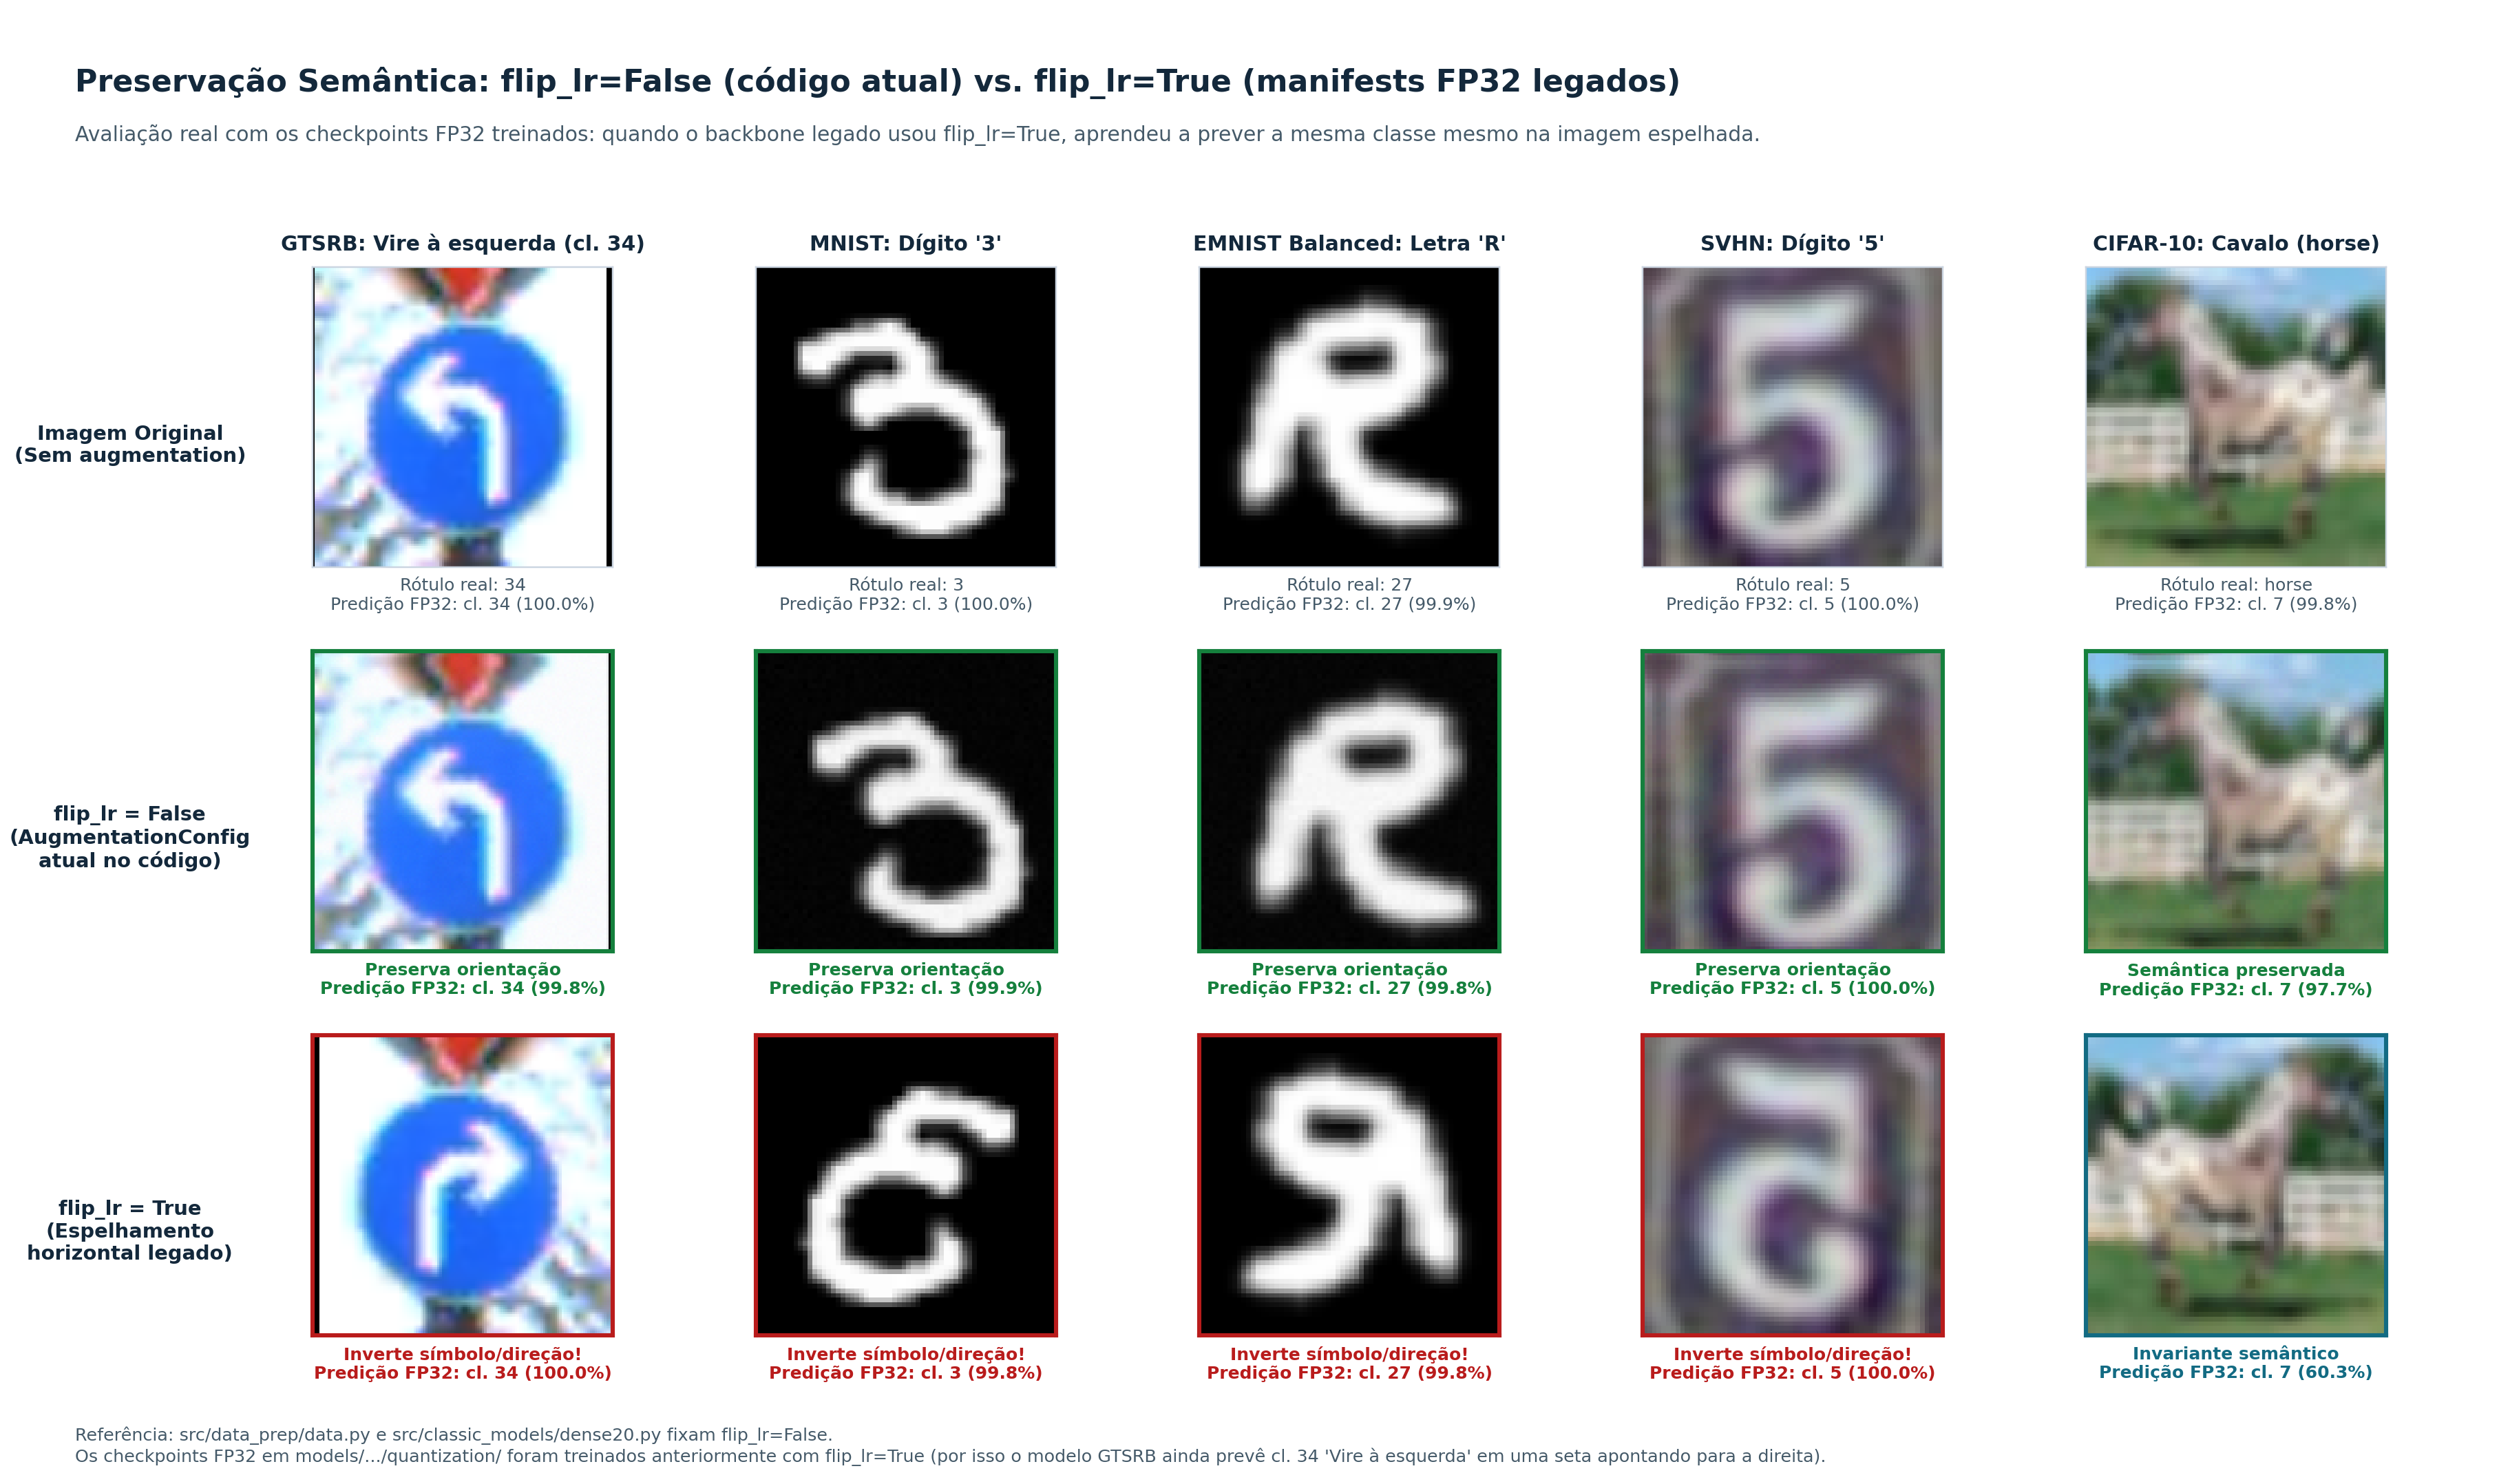 Preservação Semântica: flip_lr=False (código atual) vs. flip_lr=True (manifests FP32 legados)
Avaliação real com os checkpoints FP32 treinados: quando o backbone legado usou flip_lr=True, aprendeu a prever a mesma classe mesmo na imagem espelhada.
GTSRB: Vire à esquerda (cl. 34)
MNIST: Dígito '3'
EMNIST Balanced: Letra 'R'
SVHN: Dígito '5'
CIFAR-10: Cavalo (horse)
Imagem Original
(Sem augmentation)
3
R
5
Rótulo real: 34
Predição FP32: cl. 34 (100.0%)
Rótulo real: 3
Predição FP32: cl. 3 (100.0%)
Rótulo real: 27
Predição FP32: cl. 27 (99.9%)
Rótulo real: 5
Predição FP32: cl. 5 (100.0%)
Rótulo real: horse
Predição FP32: cl. 7 (99.8%)
flip_lr = False
(AugmentationConfig
atual no código)
3
R
5
Preserva orientação
Predição FP32: cl. 34 (99.8%)
Preserva orientação
Predição FP32: cl. 3 (99.9%)
Preserva orientação
Predição FP32: cl. 27 (99.8%)
Preserva orientação
Predição FP32: cl. 5 (100.0%)
Semântica preservada
Predição FP32: cl. 7 (97.7%)
flip_lr = True
(Espelhamento
horizontal legado)
Inverte símbolo/direção!
Predição FP32: cl. 34 (100.0%)
Inverte símbolo/direção!
Predição FP32: cl. 3 (99.8%)
Inverte símbolo/direção!
Predição FP32: cl. 27 (99.8%)
Inverte símbolo/direção!
Predição FP32: cl. 5 (100.0%)
Invariante semântico
Predição FP32: cl. 7 (60.3%)
Referência: src/data_prep/data.py e src/classic_models/dense20.py fixam flip_lr=False.
Os checkpoints FP32 em models/.../quantization/ foram treinados anteriormente com flip_lr=True (por isso o modelo GTSRB ainda prevê cl. 34 'Vire à esquerda' em uma seta apontando para a direita).